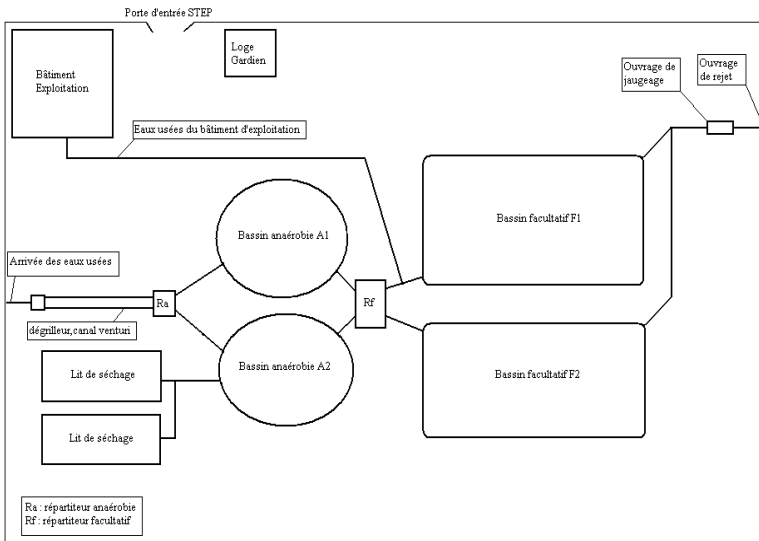 Porte d'entrée STEP
Loge
Gardien
Bâtiment
Exploitation
Ouvrage de
jaugeage
Ouvrage
de rejet
Eaux usées du bâtiment d'exploitation
Bassin anaérobie A1
Bassin facultatif F1
Arrivée des eaux usées
Ra
Rf
dégrilleur,canal venturi
Lit de séchage
Bassin anaérobie A2
Bassin facultatif F2
Lit de séchage
Ra : répartiteur anaérobie
Rf : répartiteur facultatif